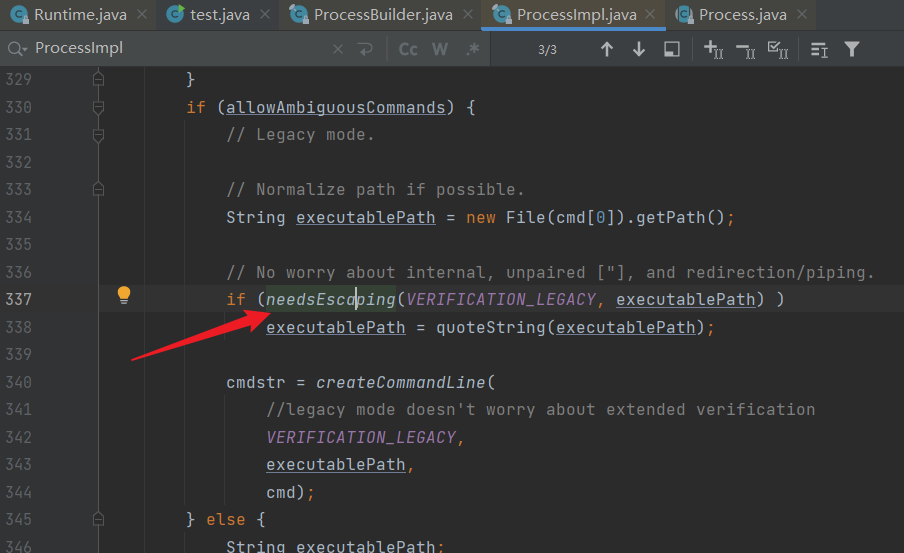 Runtime.java test.java ProcessBuilder.java ProcessImpl.java Process.java
ProcessImpl Cc W .* 3/3
329 }
330 if (allowAmbiguousCommands) {
331 // Legacy mode.
332
333 // Normalize path if possible.
334 String executablePath = new File(cmd[0]).getPath();
335
336 // No worry about internal, unpaired ["], and redirection/piping.
337 if (needsEscaping(VERIFICATION_LEGACY, executablePath) )
338 executablePath = quoteString(executablePath);
339
340 cmdstr = createCommandLine(
341 //legacy mode doesn't worry about extended verification
342 VERIFICATION_LEGACY,
343 executablePath,
344 cmd);
345 } else {
346 String executablePath;